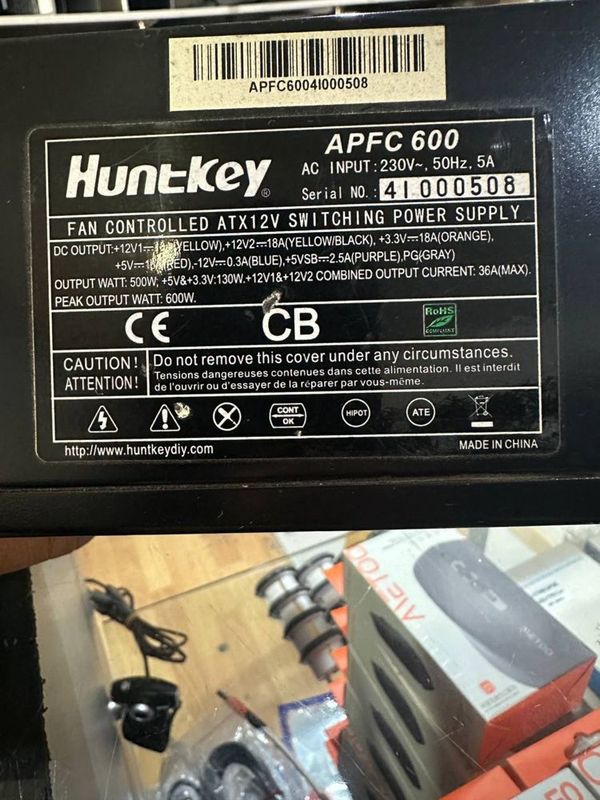 APFC6004I000508
Huntkey®
APFC 600
AC INPUT:230V~, 50Hz, 5A
Serial NO.: 4I000508
FAN CONTROLLED ATX12V SWITCHING POWER SUPPLY
DC OUTPUT:+12V1⎓ (YELLOW),+12V2⎓18A(YELLOW/BLACK), +3.3V⎓18A(ORANGE),
+5V⎓ (RED),-12V⎓0.3A(BLUE),+5VSB⎓2.5A(PURPLE),PG(GRAY)
OUTPUT WATT: 500W, +5V&+3.3V:130W.+12V1&+12V2 COMBINED OUTPUT CURRENT: 36A(MAX).
PEAK OUTPUT WATT: 600W.
CE
CB
RoHS
COMPLIANT
CAUTION!
ATTENTION!
Do not remove this cover under any circumstances.
Tensions dangereuses contenues dans cette alimentation. Il est interdit
de l'ouvrir ou d'essayer de la réparer par vous-même.
CONT
OK
HIPOT
ATE
http://www.huntkeydiy.com
MADE IN CHINA
METOO
METOO